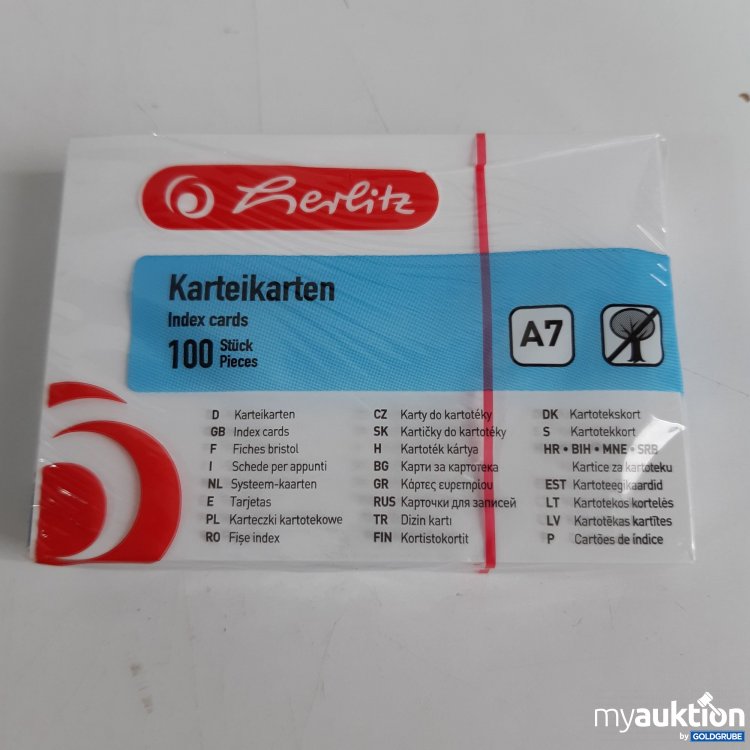 herlitz
Karteikarten
Index cards
100 Stück
Pieces
A7
D Karteikarten
GB Index cards
F Fiches bristol
I Schede per appunti
NL Systeem-kaarten
E Tarjetas
PL Karteczki kartotekowe
RO Fișe index
CZ Karty do kartotéky
SK Kartičky do kartotéky
H Kartoték kártya
BG Карти за картотека
GR Κάρτες ευρετηρίου
RUS Карточки для записей
TR Dizin kartı
FIN Kortistokortit
DK Kartotekskort
S Kartotekkort
HR • BIH • MNE • SRB
Kartice za kartoteku
EST Kartoteegikaardid
LT Kartotekos kortelės
LV Kartotēkas kartītes
P Cartões de índice
myauktion
by GOLDGRUBE